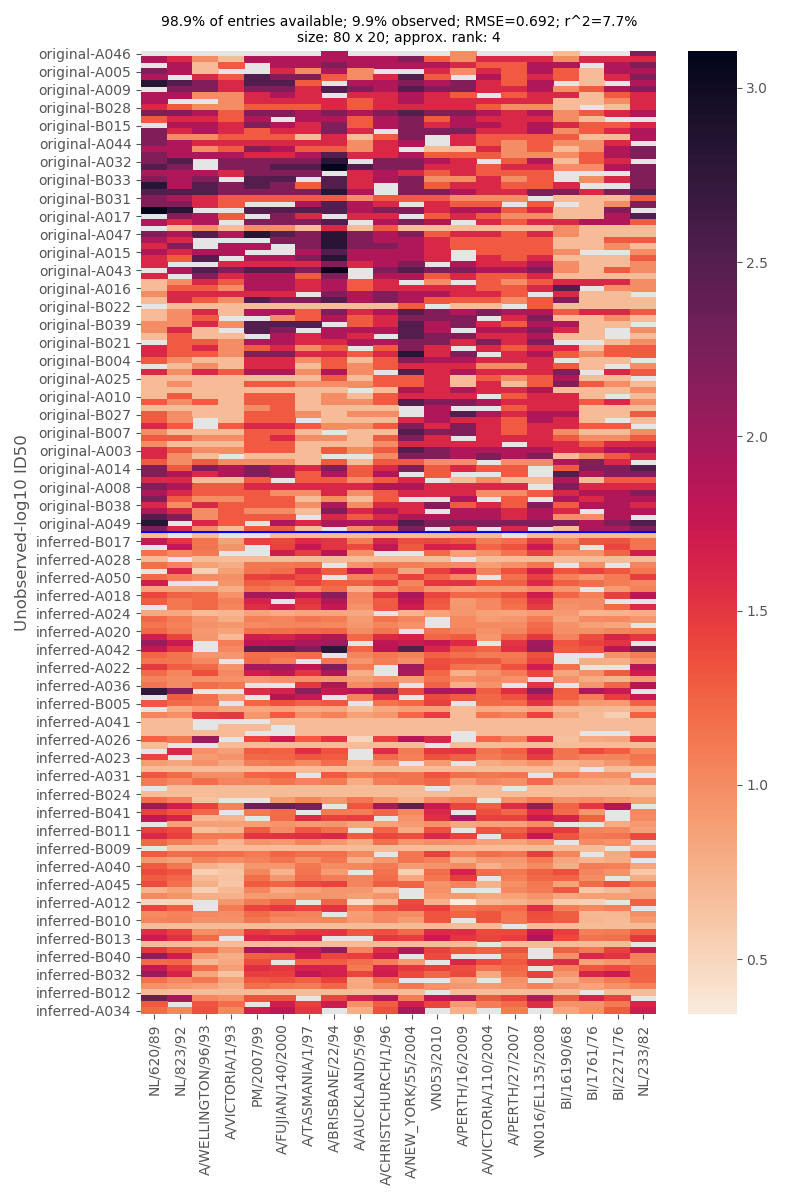 98.9% of entries available; 9.9% observed; RMSE=0.692; r^2=7.7%
size: 80 x 20; approx. rank: 4
Unobserved-log10 ID50
original-A046
original-A005
original-A009
original-B028
original-B015
original-A044
original-A032
original-B033
original-B031
original-A017
original-A047
original-A015
original-A043
original-A016
original-B022
original-B039
original-B021
original-B004
original-A025
original-A010
original-B027
original-B007
original-A003
original-A014
original-A008
original-B038
original-A049
inferred-B017
inferred-A028
inferred-A050
inferred-A018
inferred-A024
inferred-A020
inferred-A042
inferred-A022
inferred-A036
inferred-B005
inferred-A041
inferred-A026
inferred-A023
inferred-A031
inferred-B024
inferred-B041
inferred-B011
inferred-B009
inferred-A040
inferred-A045
inferred-A012
inferred-B010
inferred-B013
inferred-B040
inferred-B032
inferred-B012
inferred-A034
NL/620/89
NL/823/92
A/WELLINGTON/96/93
A/VICTORIA/1/93
PM/2007/99
A/FUJIAN/140/2000
A/TASMANIA/1/97
A/BRISBANE/22/94
A/AUCKLAND/5/96
A/CHRISTCHURCH/1/96
A/NEW_YORK/55/2004
VN053/2010
A/PERTH/16/2009
A/VICTORIA/110/2004
A/PERTH/27/2007
VN016/EL135/2008
BI/16190/68
BI/1761/76
BI/2271/76
NL/233/82
3.0
2.5
2.0
1.5
1.0
0.5